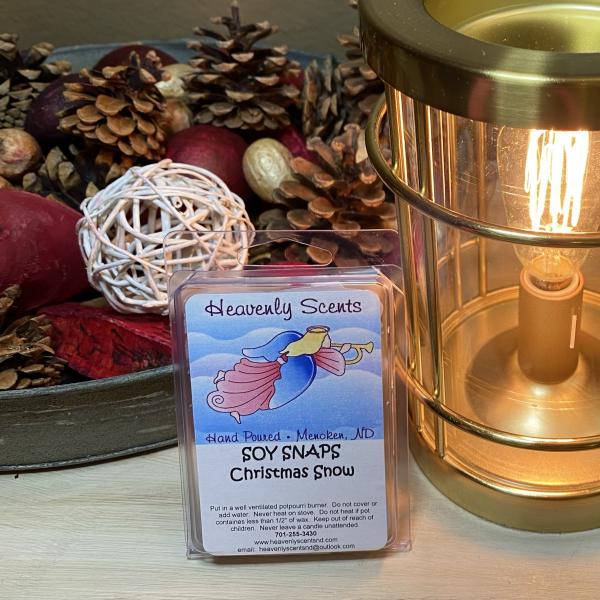 Heavenly Scents
Hand Poured • Menoken, ND
SOY SNAPS
Christmas Snow
Put in a well ventilated potpourri burner. Do not cover or
add water. Never heat on stove. Do not heat if pot
containes less than 1/2" of wax. Keep out of reach of
children. Never leave a candle unattended.
701-255-3430
www.heavenlyscentsnd.com
email: heavenlyscentsnd@outlook.com